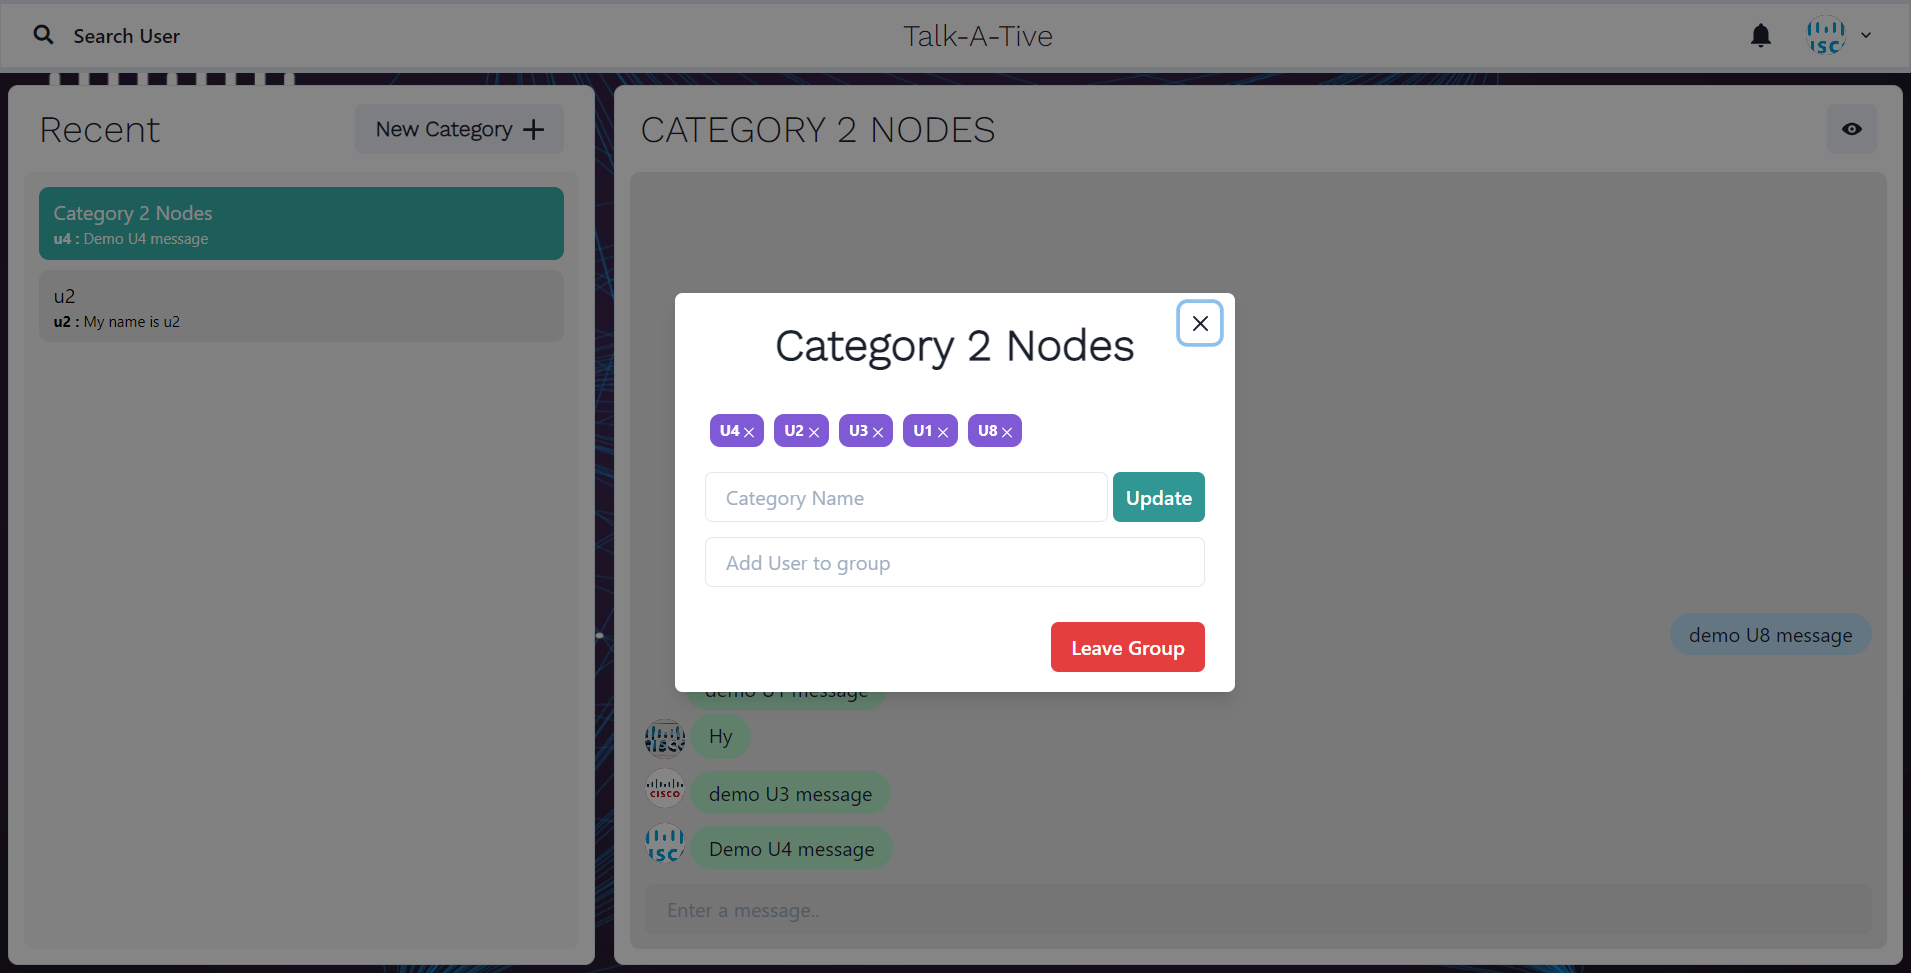 Search User
Talk-A-Tive
Recent
New Category
Category 2 Nodes
u4 : Demo U4 message
u2
u2 : My name is u2
CATEGORY 2 NODES
Category 2 Nodes
U4
U2
U3
U1
U8
Category Name
Update
Add User to group
Leave Group
demo U8 message
message
Hy
demo U3 message
CISCO
Demo U4 message
Enter a message..